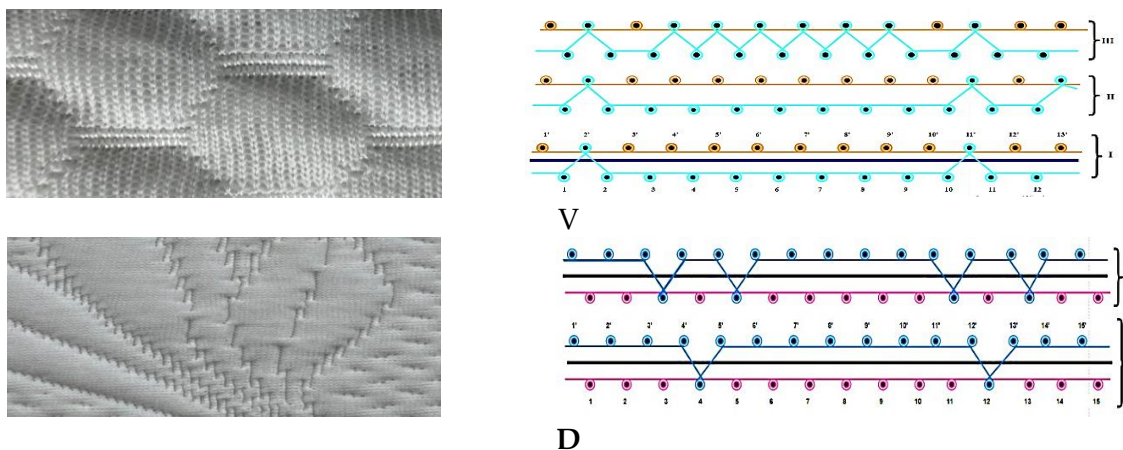 III
II
1' 2' 3' 4' 5' 6' 7' 8' 9' 10' 11' 12' 13'
I
1 2 3 4 5 6 7 8 9 10 11 12
V
1' 2' 3' 4' 5' 6' 7' 8' 9' 10' 11' 12' 13' 14' 15'
1 2 3 4 5 6 7 8 9 10 11 12 13 14 15
D